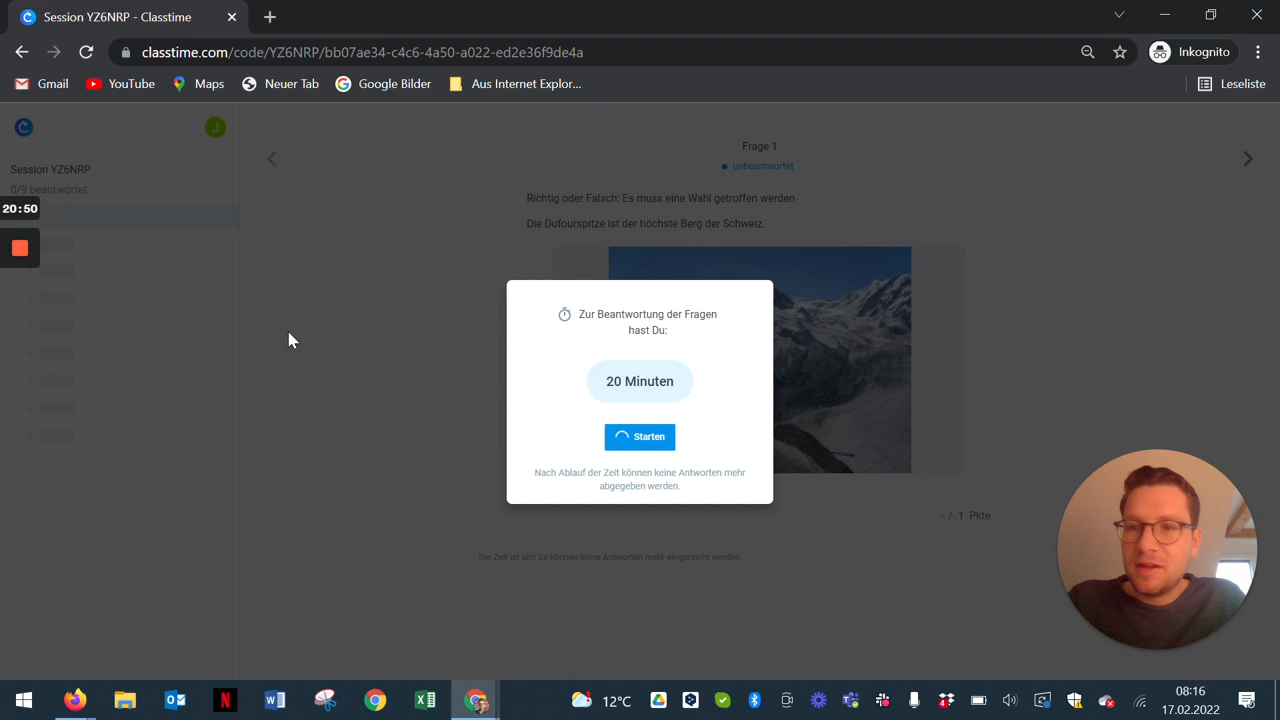 Session YZ6NRP - Classtime
classtime.com/code/YZ6NRP/bb07ae34-c4c6-4a50-a022-ed2e36f9de4a
Inkognito
Gmail
YouTube
Maps
Neuer Tab
Google Bilder
Aus Internet Explor...
Leseliste
J
Session YZ6NRP
0/9 beantwortet
20:50
Frage 1
unbeantwortet
Richtig oder Falsch: Es muss eine Wahl getroffen werden
Die Dufourspitze ist der höchste Berg der Schweiz.
Zur Beantwortung der Fragen
hast Du:
20 Minuten
Starten
Nach Ablauf der Zeit können keine Antworten mehr
abgegeben werden.
- / 1 Pkte.
Die Zeit ist um! Es können keine Antworten mehr eingereicht werden.
12°C
08:16
17.02.2022